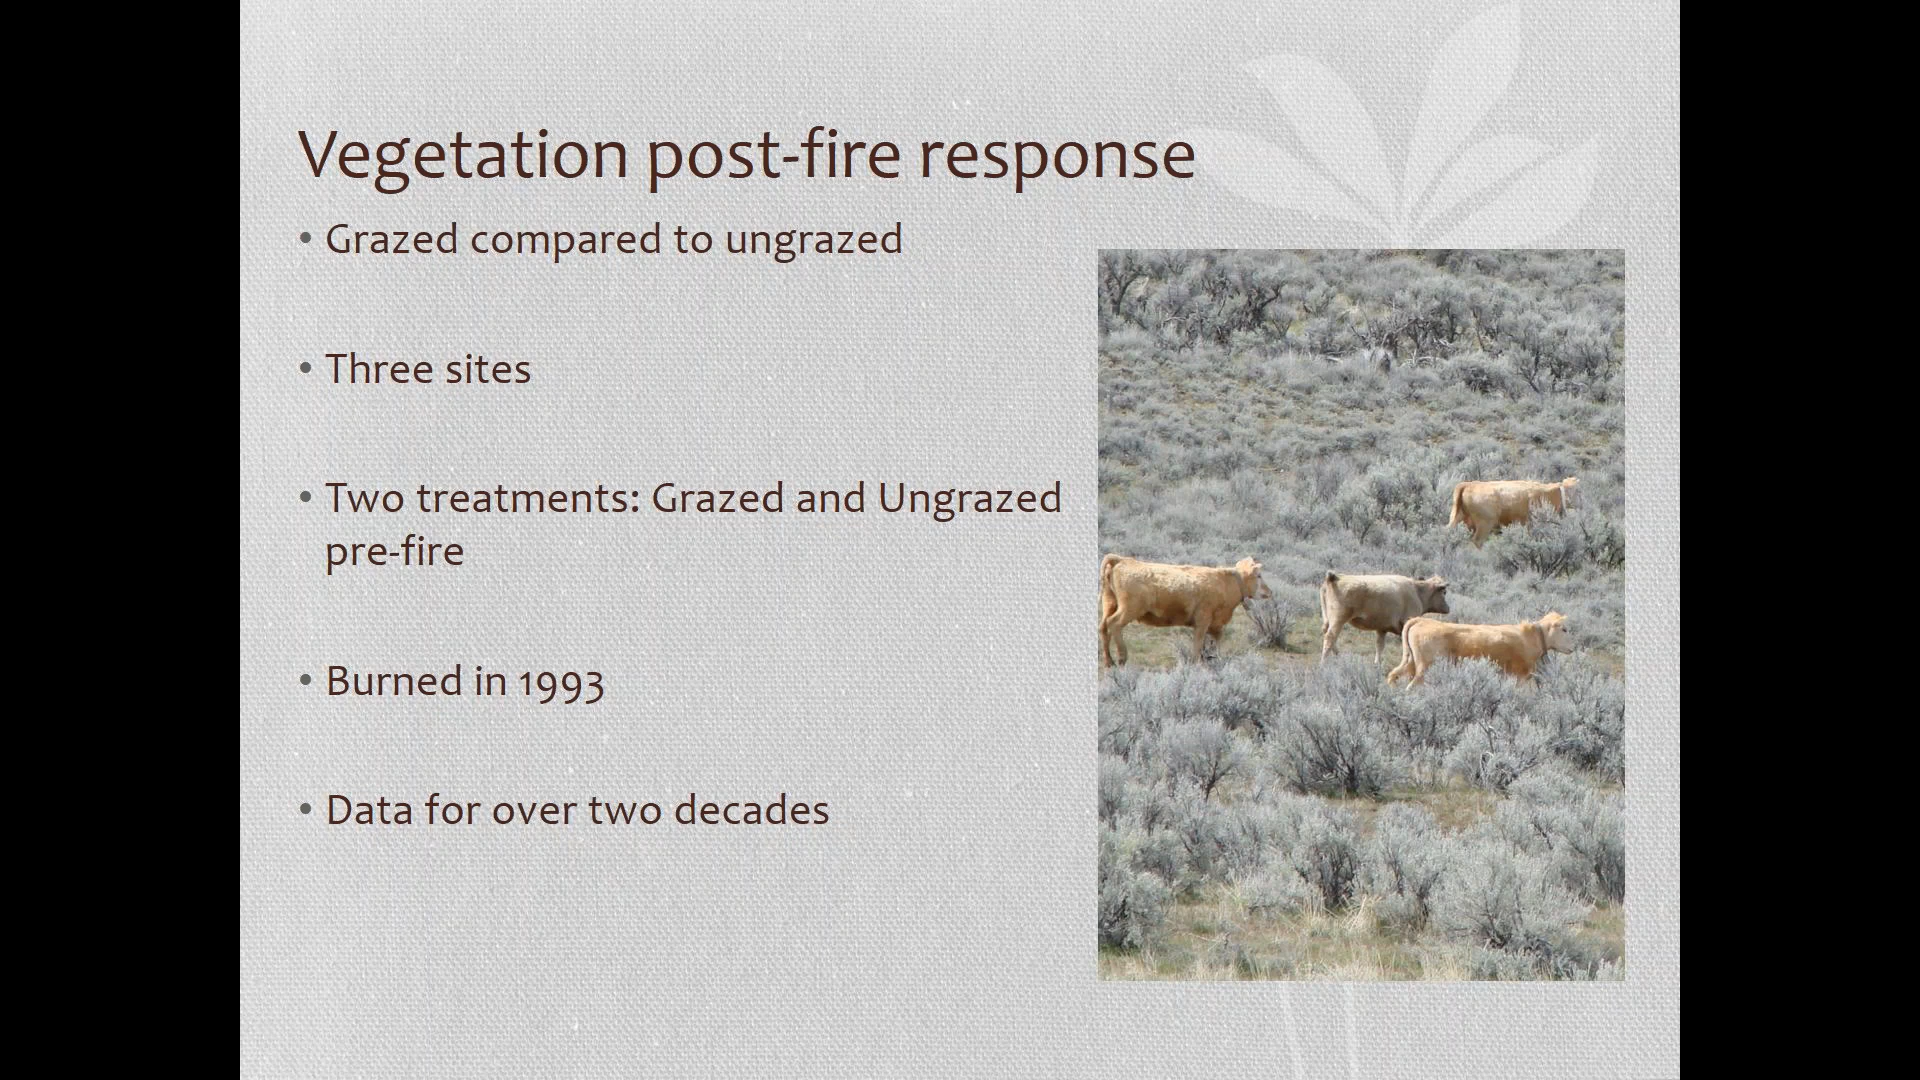 Vegetation post-fire response
• Grazed compared to ungrazed
• Three sites
• Two treatments: Grazed and Ungrazed
pre-fire
• Burned in 1993
• Data for over two decades